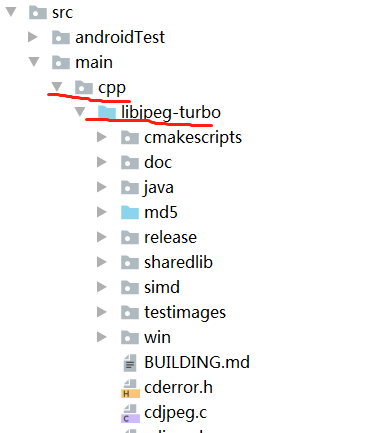 src
androidTest
main
cpp
libjpeg-turbo
cmakescripts
doc
java
md5
release
sharedlib
simd
testimages
win
BUILDING.md
cderror.h
cdjpeg.c